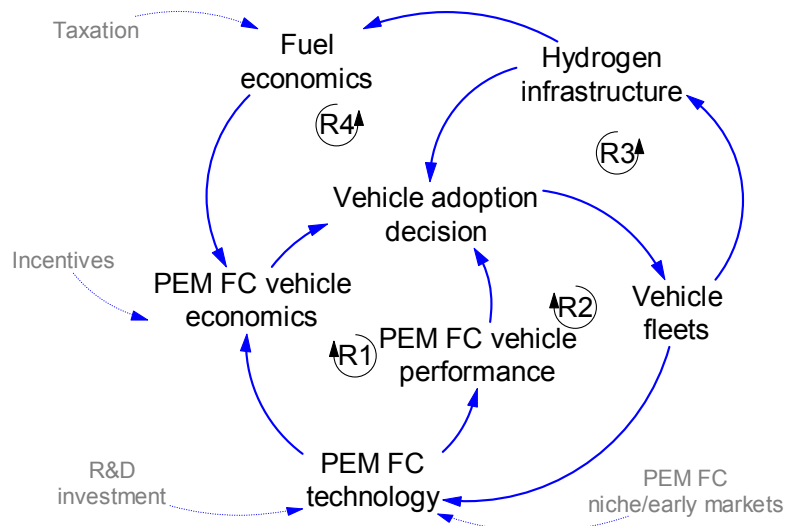 Taxation
Fuel
economics
Hydrogen
infrastructure
R4
R3
Vehicle adoption
decision
Incentives
PEM FC vehicle
economics
Vehicle
fleets
R2
R1
PEM FC vehicle
performance
R&D
investment
PEM FC
technology
PEM FC
niche/early markets